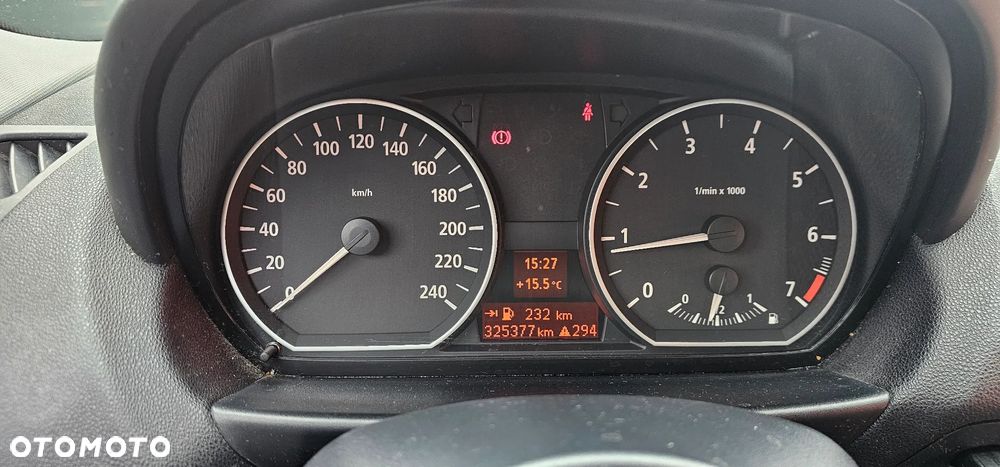 0 20 40 60 80 100 120 140 160 180 200 220 240
km/h
15:27
+15.5°C
232 km
325377 km 294
0 1 2 3 4 5 6 7
1/min x 1000
0 1/2 1
OTOMOTO